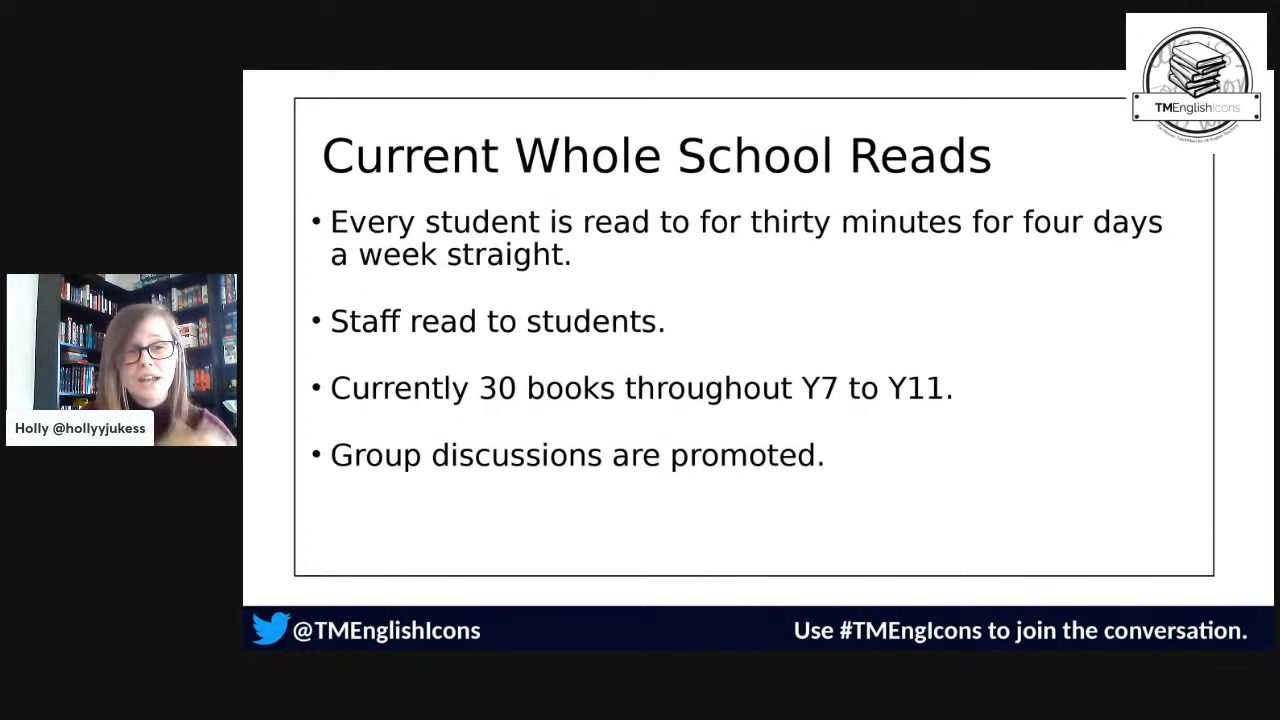 TMEnglishIcons
Current Whole School Reads
• Every student is read to for thirty minutes for four days
a week straight.
• Staff read to students.
• Currently 30 books throughout Y7 to Y11.
• Group discussions are promoted.
Holly @hollyyjukess
@TMEnglishIcons
Use #TMEngIcons to join the conversation.